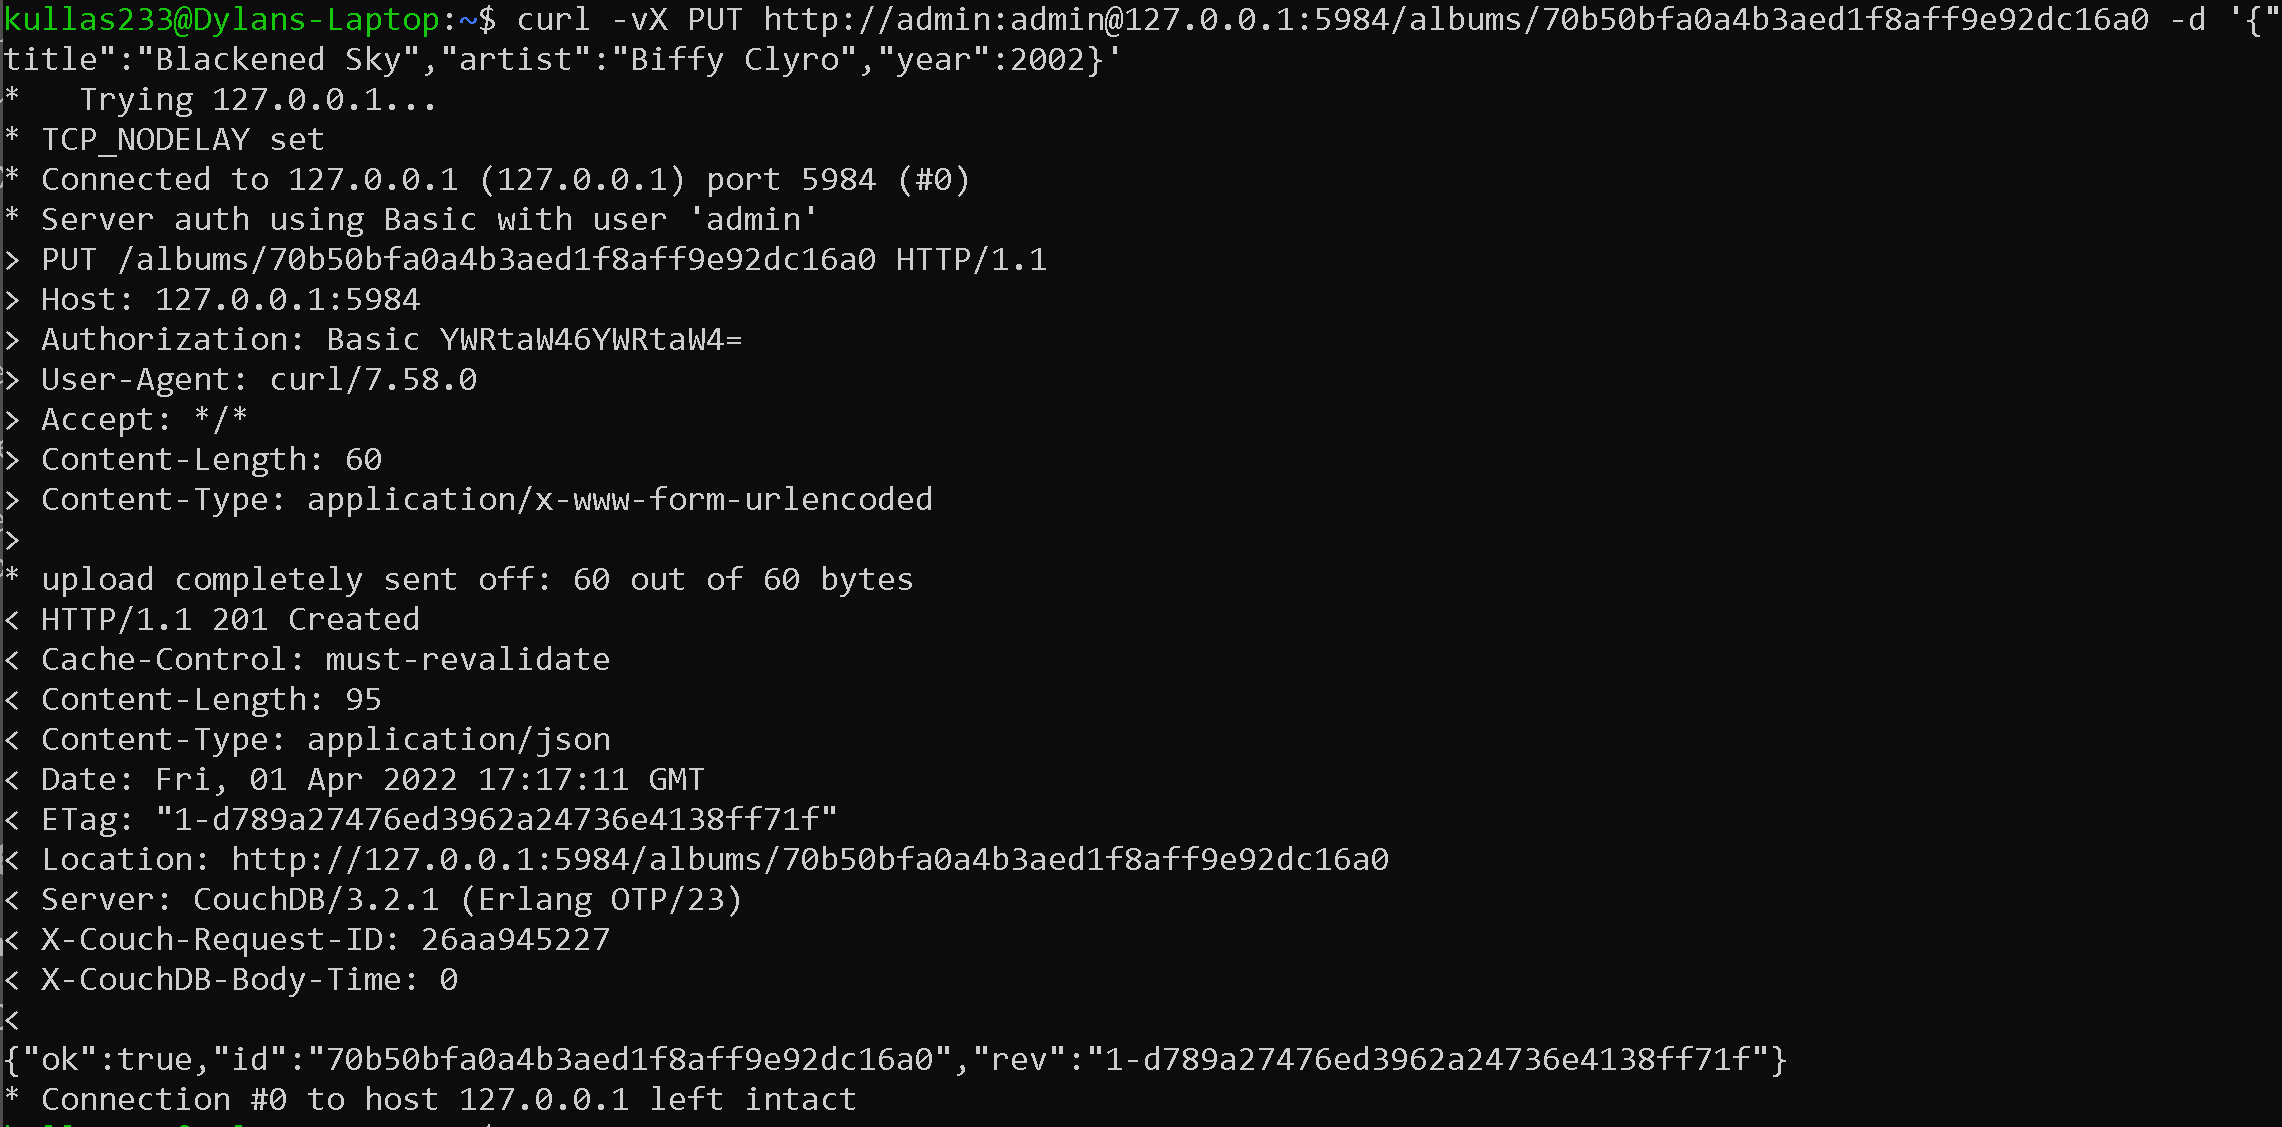 kullas233@Dylans-Laptop:~$ curl -vX PUT http://admin:admin@127.0.0.1:5984/albums/70b50bfa0a4b3aed1f8aff9e92dc16a0 -d '{"
title":"Blackened Sky","artist":"Biffy Clyro","year":2002}'
*   Trying 127.0.0.1...
* TCP_NODELAY set
* Connected to 127.0.0.1 (127.0.0.1) port 5984 (#0)
* Server auth using Basic with user 'admin'
> PUT /albums/70b50bfa0a4b3aed1f8aff9e92dc16a0 HTTP/1.1
> Host: 127.0.0.1:5984
> Authorization: Basic YWRtaW46YWRtaW4=
> User-Agent: curl/7.58.0
> Accept: */*
> Content-Length: 60
> Content-Type: application/x-www-form-urlencoded
>
* upload completely sent off: 60 out of 60 bytes
< HTTP/1.1 201 Created
< Cache-Control: must-revalidate
< Content-Length: 95
< Content-Type: application/json
< Date: Fri, 01 Apr 2022 17:17:11 GMT
< ETag: "1-d789a27476ed3962a24736e4138ff71f"
< Location: http://127.0.0.1:5984/albums/70b50bfa0a4b3aed1f8aff9e92dc16a0
< Server: CouchDB/3.2.1 (Erlang OTP/23)
< X-Couch-Request-ID: 26aa945227
< X-CouchDB-Body-Time: 0
<
{"ok":true,"id":"70b50bfa0a4b3aed1f8aff9e92dc16a0","rev":"1-d789a27476ed3962a24736e4138ff71f"}
* Connection #0 to host 127.0.0.1 left intact